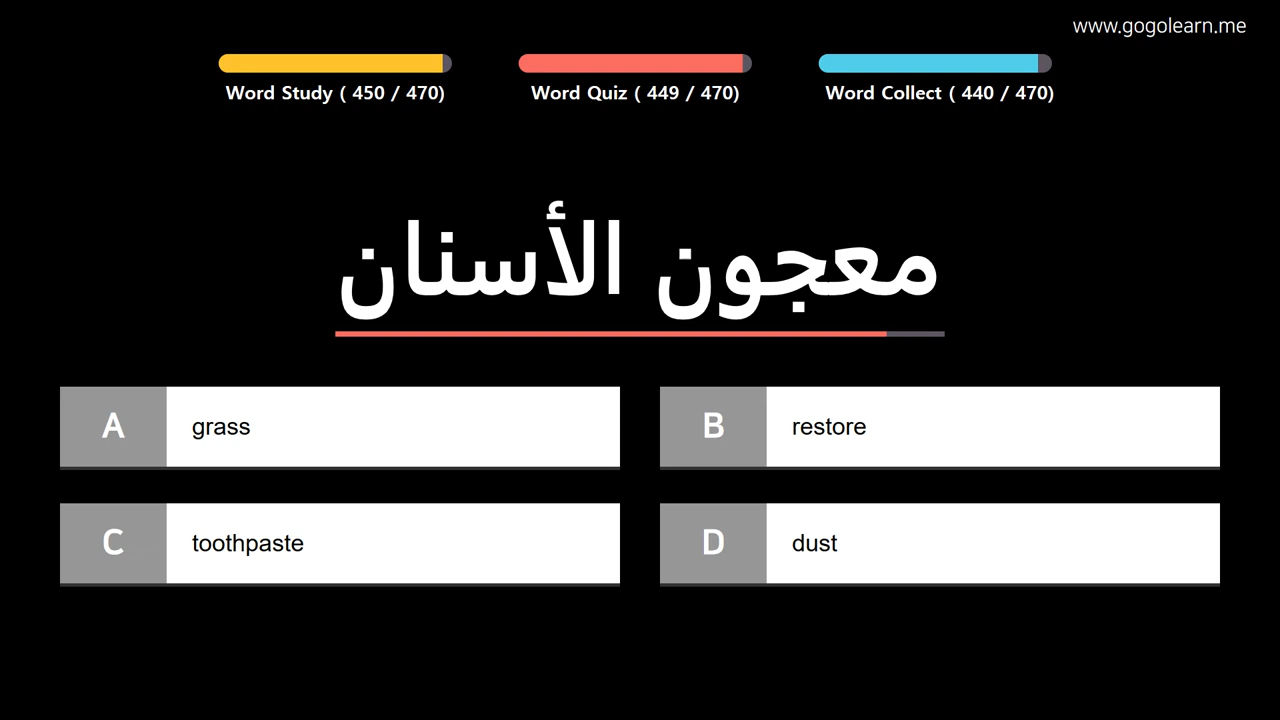 www.gogolearn.me
Word Study ( 450 / 470)
Word Quiz ( 449 / 470)
Word Collect ( 440 / 470)
معجون الأسنان
A grass
B restore
C toothpaste
D dust